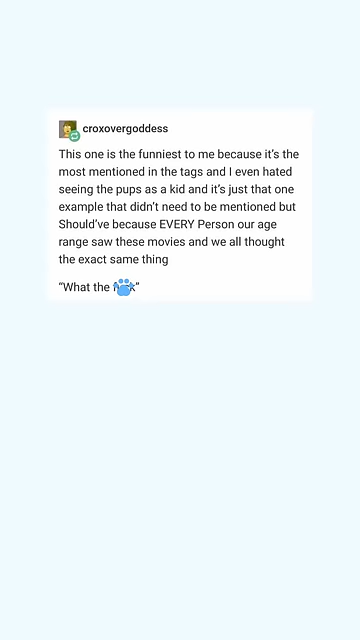 croxovergoddess
This one is the funniest to me because it's the
most mentioned in the tags and I even hated
seeing the pups as a kid and it's just that one
example that didn't need to be mentioned but
Should've because EVERY Person our age
range saw these movies and we all thought
the exact same thing
"What the